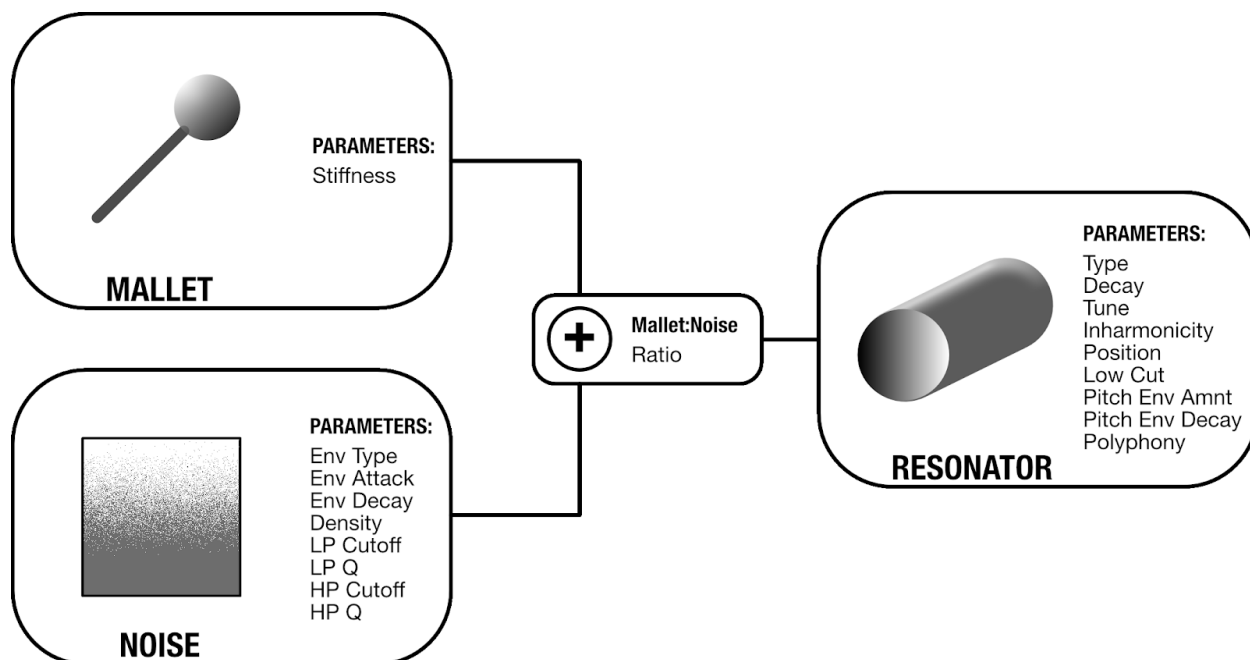 PARAMETERS:
Stiffness
MALLET
PARAMETERS:
Env Type
Env Attack
Env Decay
Density
LP Cutoff
LP Q
HP Cutoff
HP Q
NOISE
+
Mallet:Noise
Ratio
PARAMETERS:
Type
Decay
Tune
Inharmonicity
Position
Low Cut
Pitch Env Amnt
Pitch Env Decay
Polyphony
RESONATOR